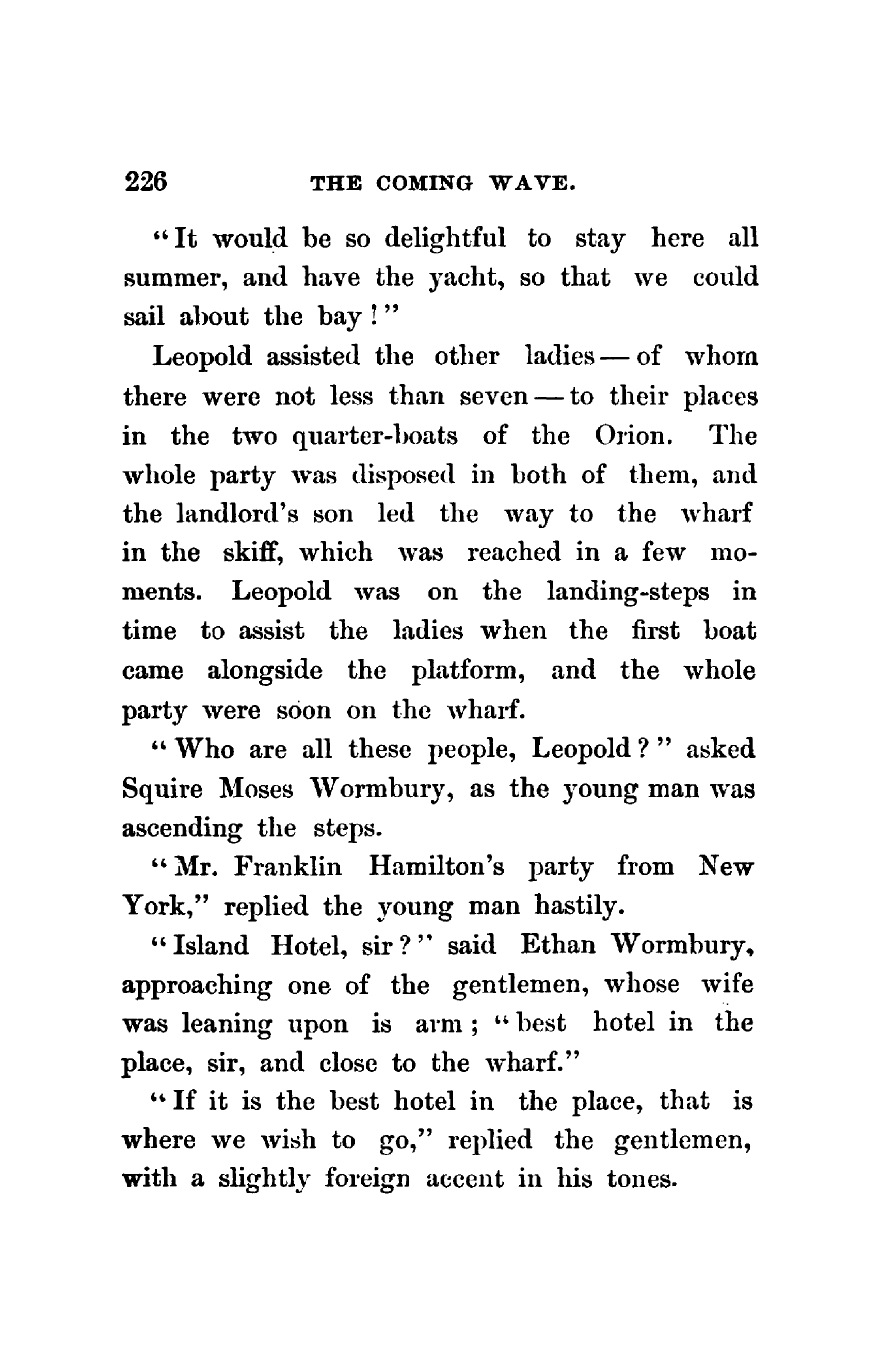 226 THE COMING WAVE.
"It would be so delightful to stay here all
summer, and have the yacht, so that we could
sail about the bay!"
Leopold assisted the other ladies — of whom
there were not less than seven — to their places
in the two quarter-boats of the Orion. The
whole party was disposed in both of them, and
the landlord's son led the way to the wharf
in the skiff, which was reached in a few mo-
ments. Leopold was on the landing-steps in
time to assist the ladies when the first boat
came alongside the platform, and the whole
party were soon on the wharf.
"Who are all these people, Leopold?" asked
Squire Moses Wormbury, as the young man was
ascending the steps.
"Mr. Franklin Hamilton's party from New
York," replied the young man hastily.
"Island Hotel, sir?" said Ethan Wormbury,
approaching one of the gentlemen, whose wife
was leaning upon is arm; "best hotel in the
place, sir, and close to the wharf."
"If it is the best hotel in the place, that is
where we wish to go," replied the gentlemen,
with a slightly foreign accent in his tones.